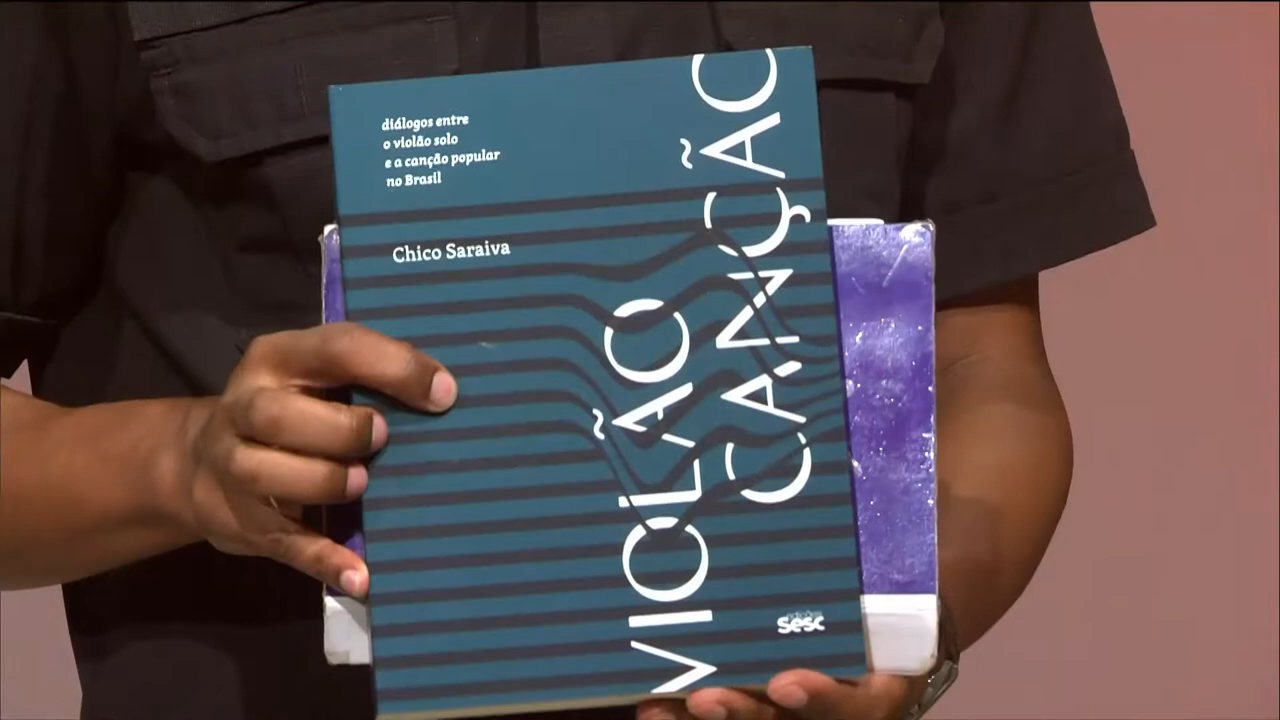 diálogos entre
o violão solo
e a canção popular
no Brasil
Chico Saraiva
VIOLÃO
CANÇÃO
edições
sesc